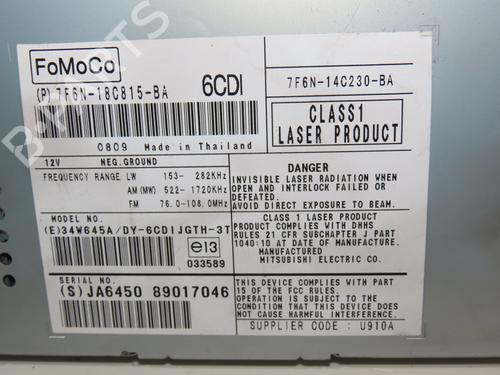 FoMoCo
6CDI
(P) 7F6N-18C815-BA
0809 Made in Thailand
12V NEG.GROUND
FREQUENCY RANGE LW 153- 282KHz
AM(MW) 522-1720KHz
FM 76.0-108.0MHz
MODEL NO.
(E)34W645A/DY-6CDIJGTH-3T
e13
033589
SERIAL NO.
(S)JA6450 89017046
7F6N-14C230-BA
CLASS1
LASER PRODUCT
DANGER
INVISIBLE LASER RADIATION WHEN
OPEN AND INTERLOCK FAILED OR
DEFEATED.
AVOID DIRECT EXPOSURE TO BEAM.
CLASS 1 LASER PRODUCT
PRODUCT COMPLIES WITH DHHS
RULES 21 CFR SUBCHAPTER J PART
1040:10 AT DATE OF MANUFACTURE.
MANUFACTURED
MITSUBISHI ELECTRIC CO.
THIS DEVICE COMPLIES WITH PART
15 OF THE FCC RULES. OPERATION IS
SUBJECT TO THE CONDITION THAT
THIS DEVICE DOES NOT
CAUSE HARMFUL INTERFERENCE.
SUPPLIER CODE : U910A